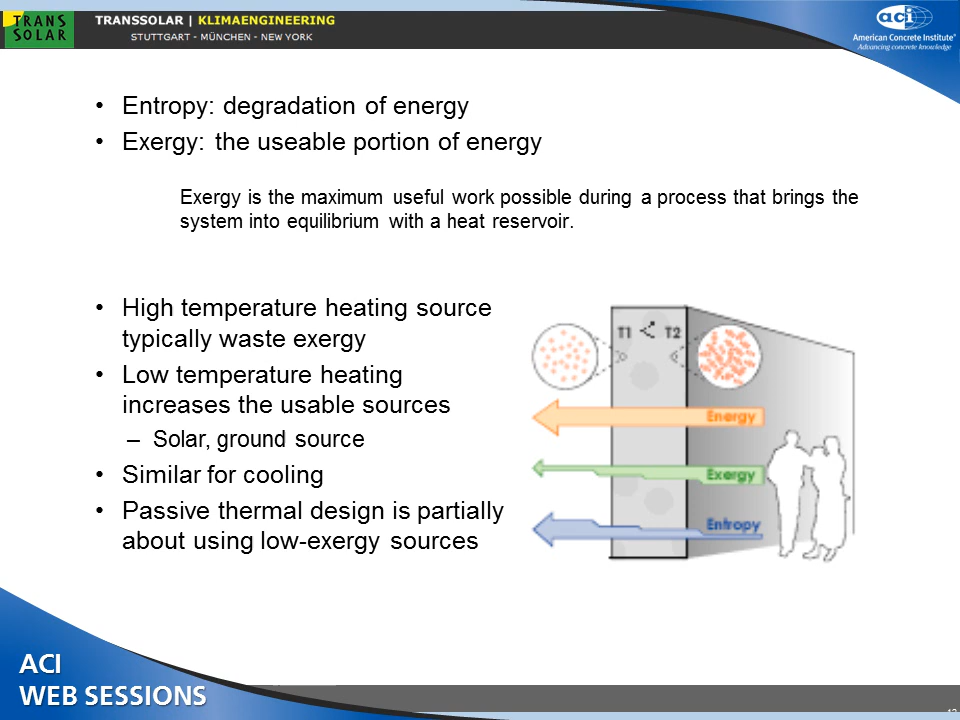 TRANS
SOLAR
TRANSSOLAR | KLIMAENGINEERING
STUTTGART - MÜNCHEN - NEW YORK
aci
American Concrete Institute®
Advancing concrete knowledge
• Entropy: degradation of energy
• Exergy: the useable portion of energy
Exergy is the maximum useful work possible during a process that brings the
system into equilibrium with a heat reservoir.
• High temperature heating source
typically waste exergy
• Low temperature heating
increases the usable sources
– Solar, ground source
• Similar for cooling
• Passive thermal design is partially
about using low-exergy sources
T1 < T2
Energy
Exergy
Entropy
ACI
WEB SESSIONS